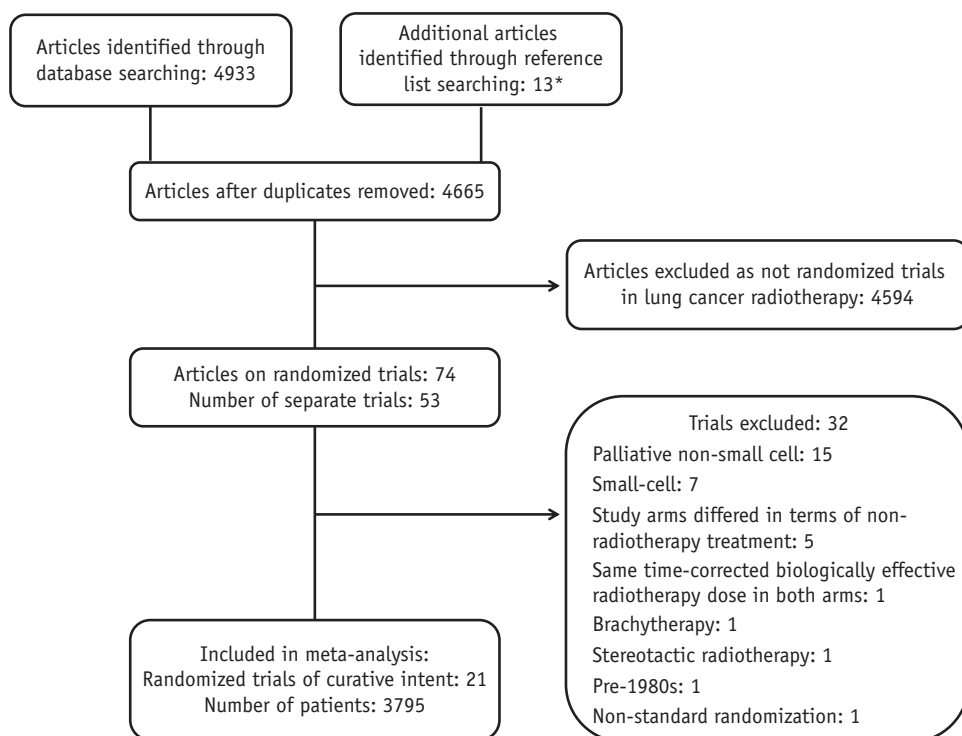 Articles identified through
database searching: 4933
Additional articles
identified through reference
list searching: 13*
Articles after duplicates removed: 4665
Articles excluded as not randomized trials
in lung cancer radiotherapy: 4594
Articles on randomized trials: 74
Number of separate trials: 53
Trials excluded: 32
Palliative non-small cell: 15
Small-cell: 7
Study arms differed in terms of non-
radiotherapy treatment: 5
Same time-corrected biologically effective
radiotherapy dose in both arms: 1
Brachytherapy: 1
Stereotactic radiotherapy: 1
Pre-1980s: 1
Non-standard randomization: 1
Included in meta-analysis:
Randomized trials of curative intent: 21
Number of patients: 3795